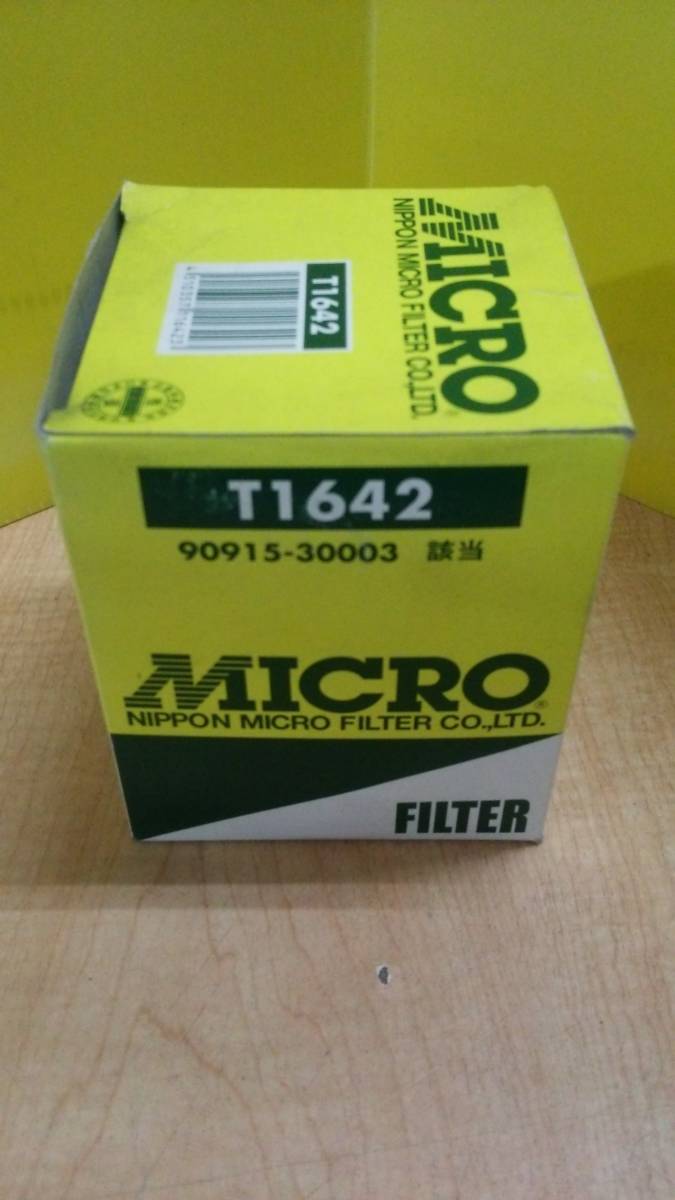 MICRO
NIPPON MICRO FILTER CO.,LTD.
T1642
T1642
90915-30003 該当
MICRO
NIPPON MICRO FILTER CO.,LTD.
FILTER